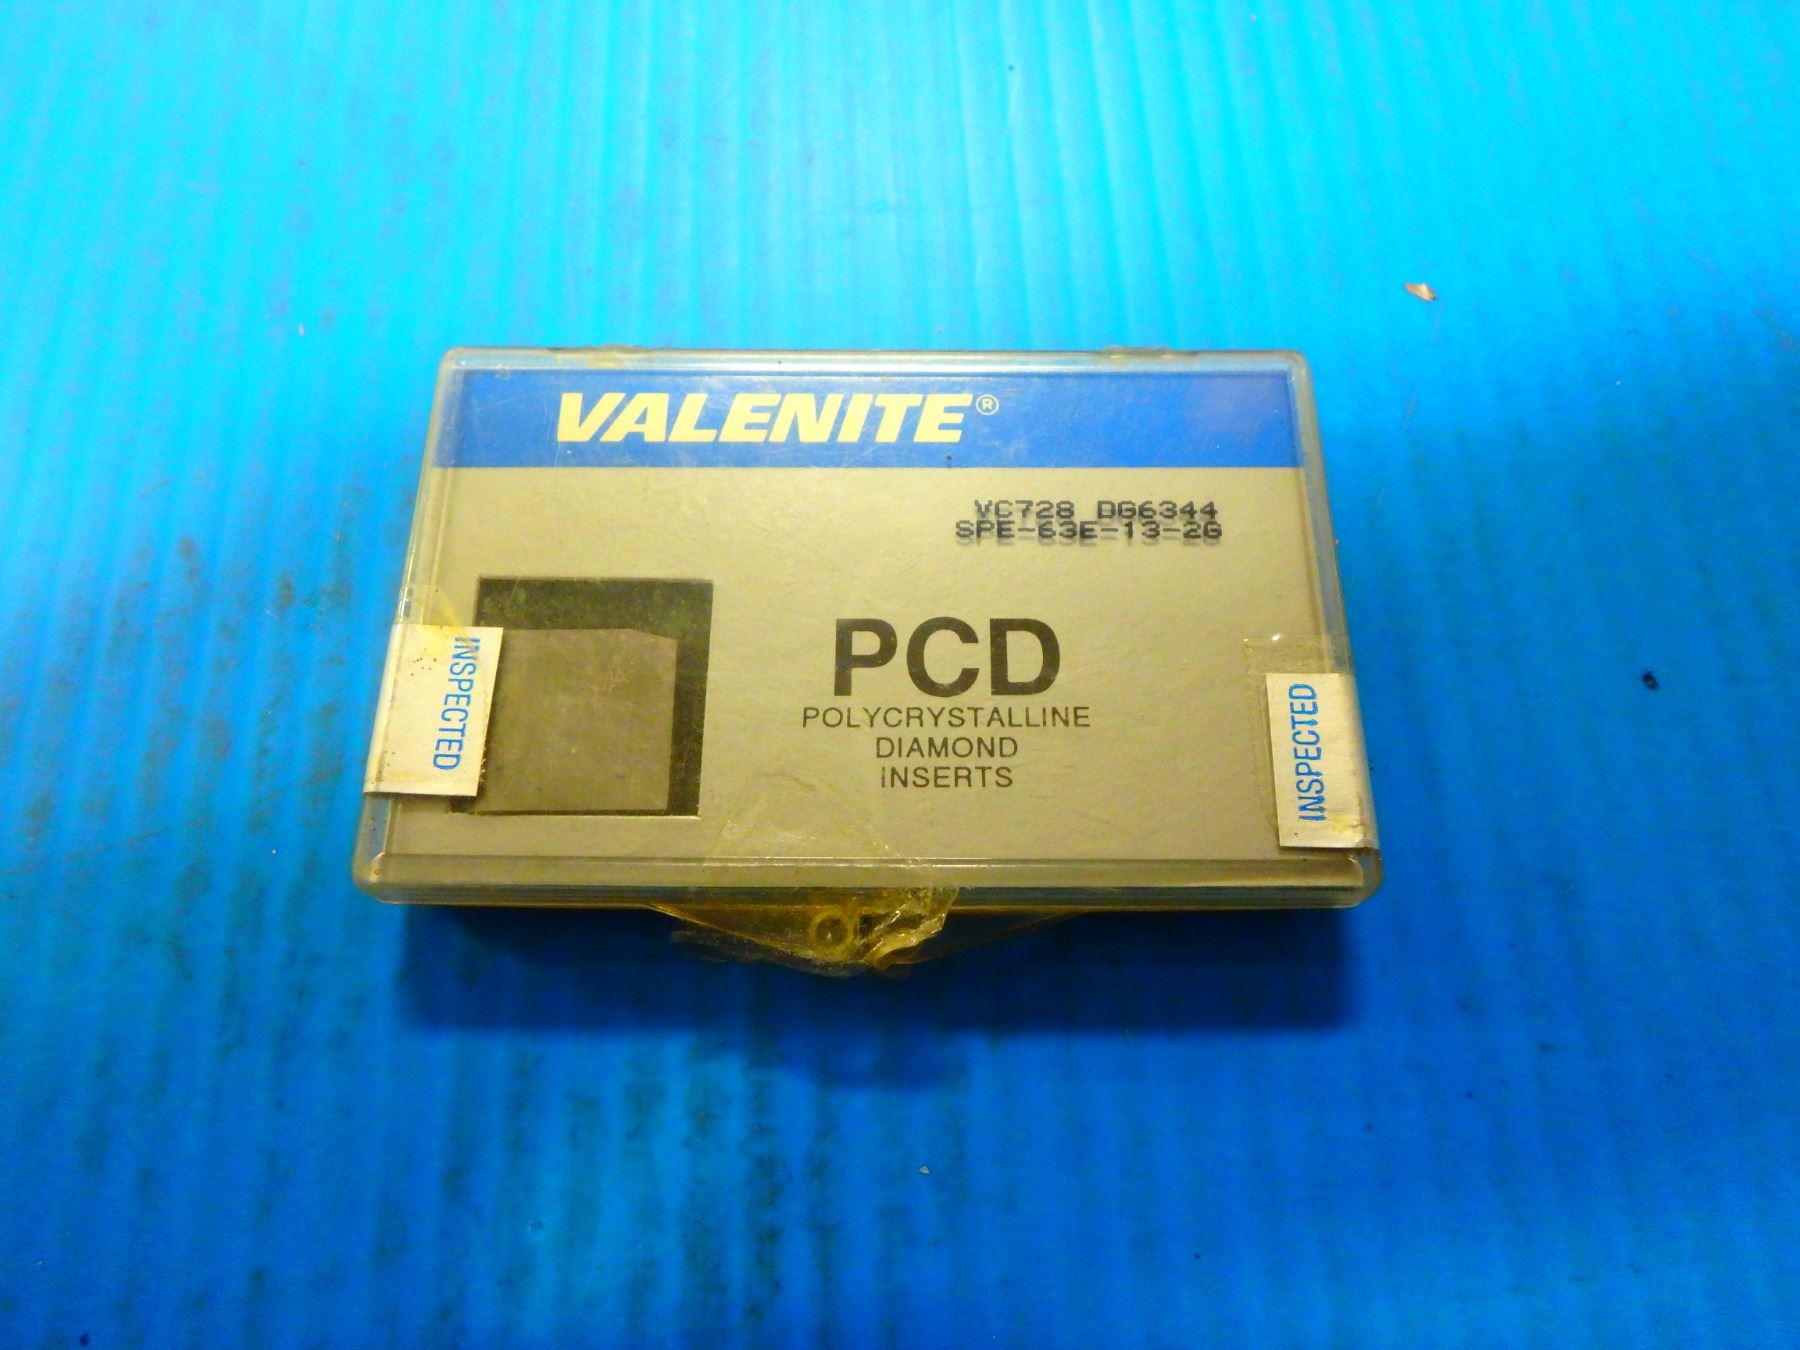 VALENITE®
VC728 DG6344
SPE-63E-13-2G
PCD
POLYCRYSTALLINE
DIAMOND
INSERTS
INSPECTED
INSPECTED